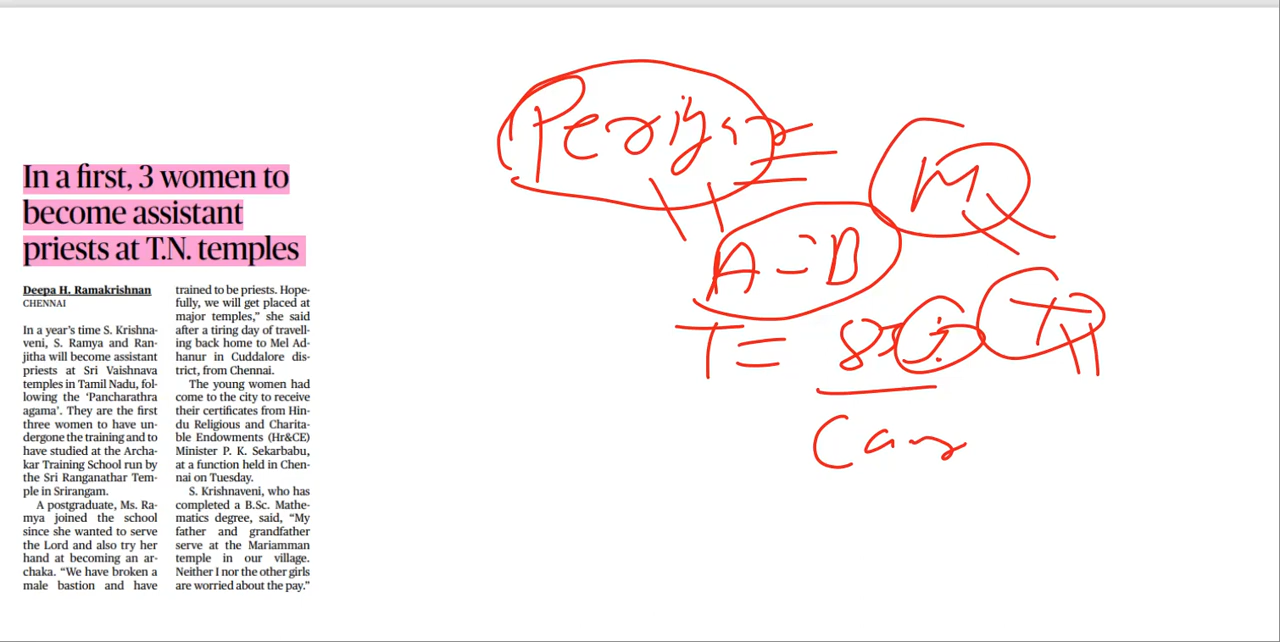 In a first, 3 women to
become assistant
priests at T.N. temples
Deepa H. Ramakrishnan
CHENNAI
In a year's time S. Krishna-
veni, S. Ramya and Ran-
jitha will become assistant
priests at Sri Vaishnava
temples in Tamil Nadu, fol-
lowing the 'Pancharathra
agama'. They are the first
three women to have un-
dergone the training and to
have studied at the Archa-
kar Training School run by
the Sri Ranganathar Tem-
ple in Srirangam.
A postgraduate, Ms. Ra-
mya joined the school
since she wanted to serve
the Lord and also try her
hand at becoming an ar-
chaka. "We have broken a
male bastion and have
trained to be priests. Hope-
fully, we will get placed at
major temples," she said
after a tiring day of travell-
ing back home to Mel Ad-
hanur in Cuddalore dis-
trict, from Chennai.
The young women had
come to the city to receive
their certificates from Hin-
du Religious and Charita-
ble Endowments (Hr&CE)
Minister P. K. Sekarbabu,
at a function held in Chen-
nai on Tuesday.
S. Krishnaveni, who has
completed a B.Sc. Mathe-
matics degree, said, "My
father and grandfather
serve at the Mariamman
temple in our village.
Neither I nor the other girls
are worried about the pay."
Periyar
M
A = B
T =